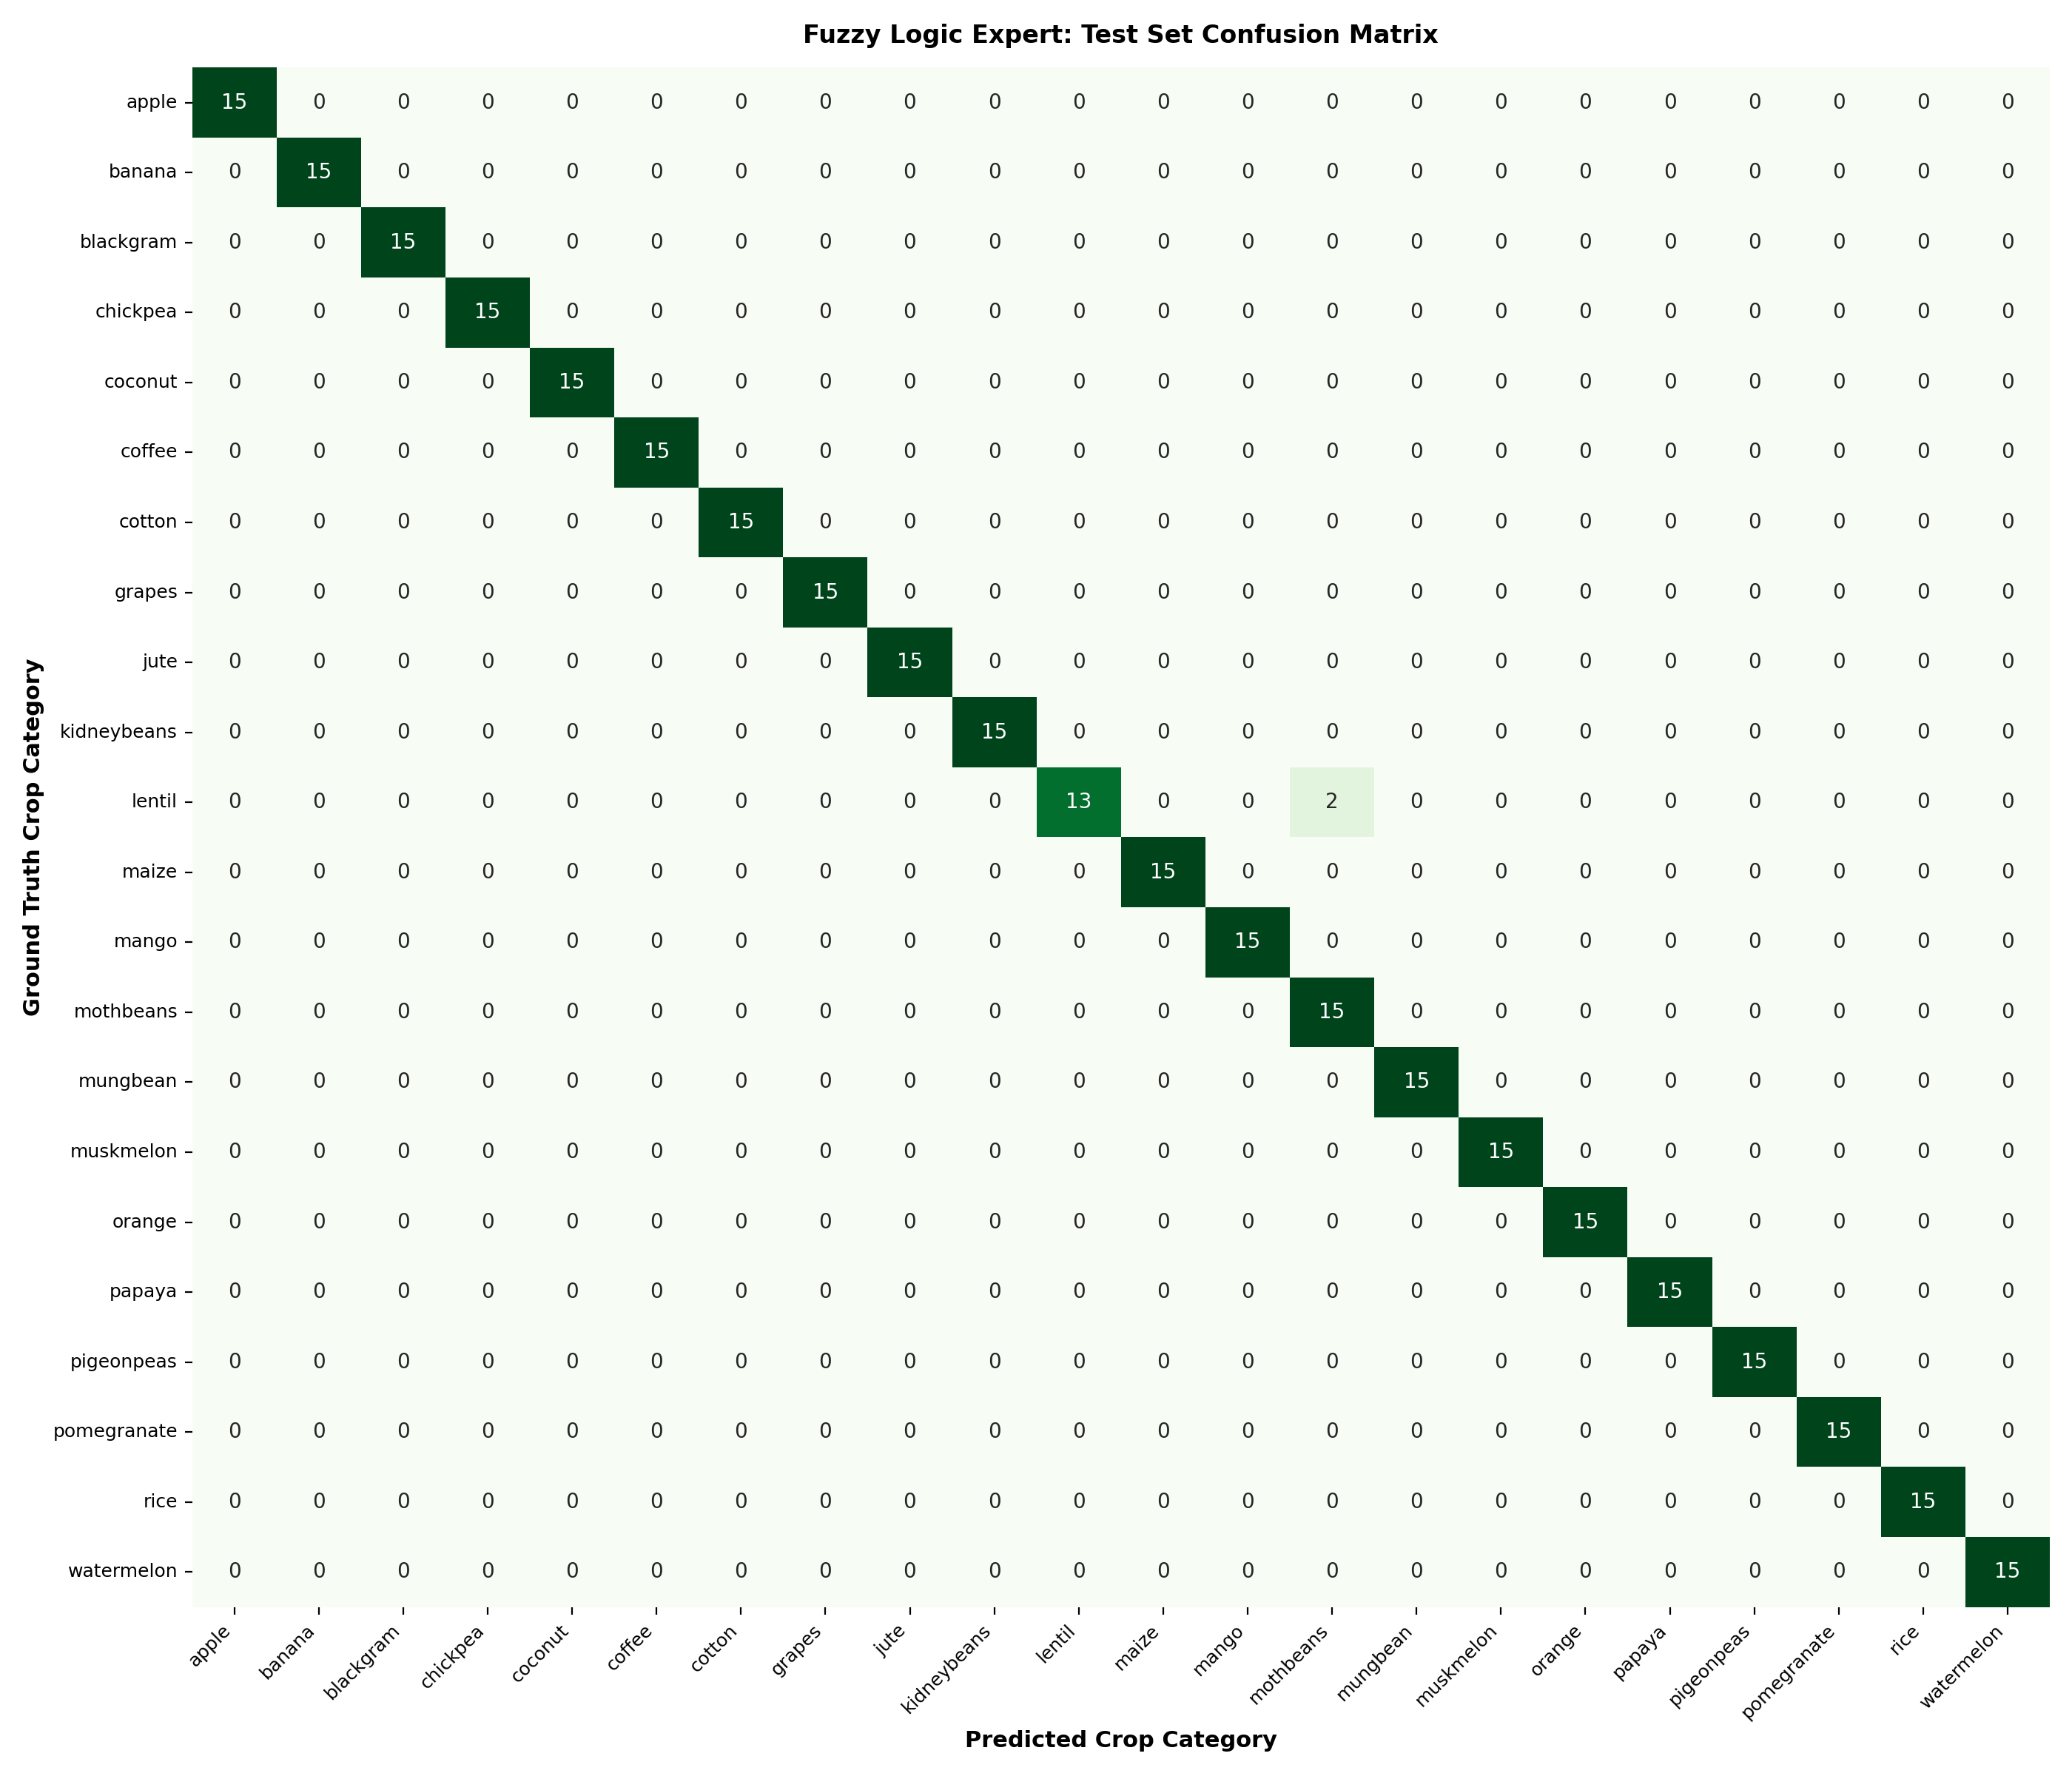 Fuzzy Logic Expert: Test Set Confusion Matrix
Ground Truth Crop Category
apple 15 0 0 0 0 0 0 0 0 0 0 0 0 0 0 0 0 0 0 0 0 0
banana 0 15 0 0 0 0 0 0 0 0 0 0 0 0 0 0 0 0 0 0 0 0
blackgram 0 0 15 0 0 0 0 0 0 0 0 0 0 0 0 0 0 0 0 0 0 0
chickpea 0 0 0 15 0 0 0 0 0 0 0 0 0 0 0 0 0 0 0 0 0 0
coconut 0 0 0 0 15 0 0 0 0 0 0 0 0 0 0 0 0 0 0 0 0 0
coffee 0 0 0 0 0 15 0 0 0 0 0 0 0 0 0 0 0 0 0 0 0 0
cotton 0 0 0 0 0 0 15 0 0 0 0 0 0 0 0 0 0 0 0 0 0 0
grapes 0 0 0 0 0 0 0 15 0 0 0 0 0 0 0 0 0 0 0 0 0 0
jute 0 0 0 0 0 0 0 0 15 0 0 0 0 0 0 0 0 0 0 0 0 0
kidneybeans 0 0 0 0 0 0 0 0 0 15 0 0 0 0 0 0 0 0 0 0 0 0
lentil 0 0 0 0 0 0 0 0 0 0 13 0 0 2 0 0 0 0 0 0 0 0
maize 0 0 0 0 0 0 0 0 0 0 0 15 0 0 0 0 0 0 0 0 0 0
mango 0 0 0 0 0 0 0 0 0 0 0 0 15 0 0 0 0 0 0 0 0 0
mothbeans 0 0 0 0 0 0 0 0 0 0 0 0 0 15 0 0 0 0 0 0 0 0
mungbean 0 0 0 0 0 0 0 0 0 0 0 0 0 0 15 0 0 0 0 0 0 0
muskmelon 0 0 0 0 0 0 0 0 0 0 0 0 0 0 0 15 0 0 0 0 0 0
orange 0 0 0 0 0 0 0 0 0 0 0 0 0 0 0 0 15 0 0 0 0 0
papaya 0 0 0 0 0 0 0 0 0 0 0 0 0 0 0 0 0 15 0 0 0 0
pigeonpeas 0 0 0 0 0 0 0 0 0 0 0 0 0 0 0 0 0 0 15 0 0 0
pomegranate 0 0 0 0 0 0 0 0 0 0 0 0 0 0 0 0 0 0 0 15 0 0
rice 0 0 0 0 0 0 0 0 0 0 0 0 0 0 0 0 0 0 0 0 15 0
watermelon 0 0 0 0 0 0 0 0 0 0 0 0 0 0 0 0 0 0 0 0 0 15
apple banana blackgram chickpea coconut coffee cotton grapes jute kidneybeans lentil maize mango mothbeans mungbean muskmelon orange papaya pigeonpeas pomegranate rice watermelon
Predicted Crop Category